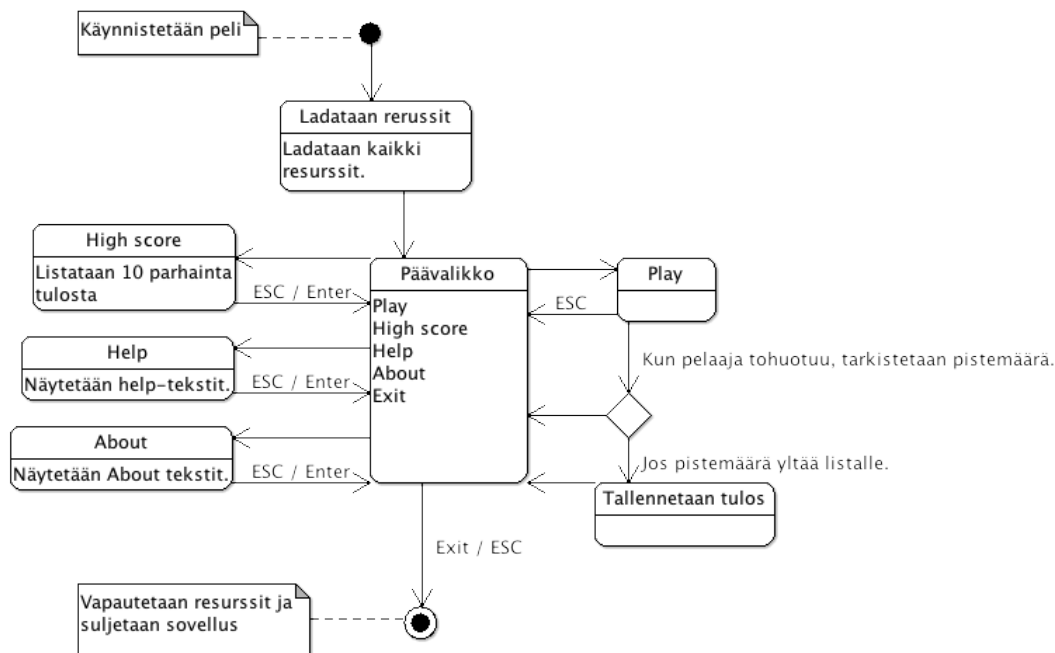 Käynnistetään peli
Ladataan rerussit
Ladataan kaikki
resurssit.
High score
Listataan 10 parhainta
tulosta
ESC / Enter
Help
Näytetään help-tekstit.
ESC / Enter
About
Näytetään About tekstit.
ESC / Enter
Päävalikko
Play
High score
Help
About
Exit
Play
ESC
Kun pelaaja tohuotuu, tarkistetaan pistemäärä.
Jos pistemäärä yltää listalle.
Tallennetaan tulos
Exit / ESC
Vapautetaan resurssit ja
suljetaan sovellus